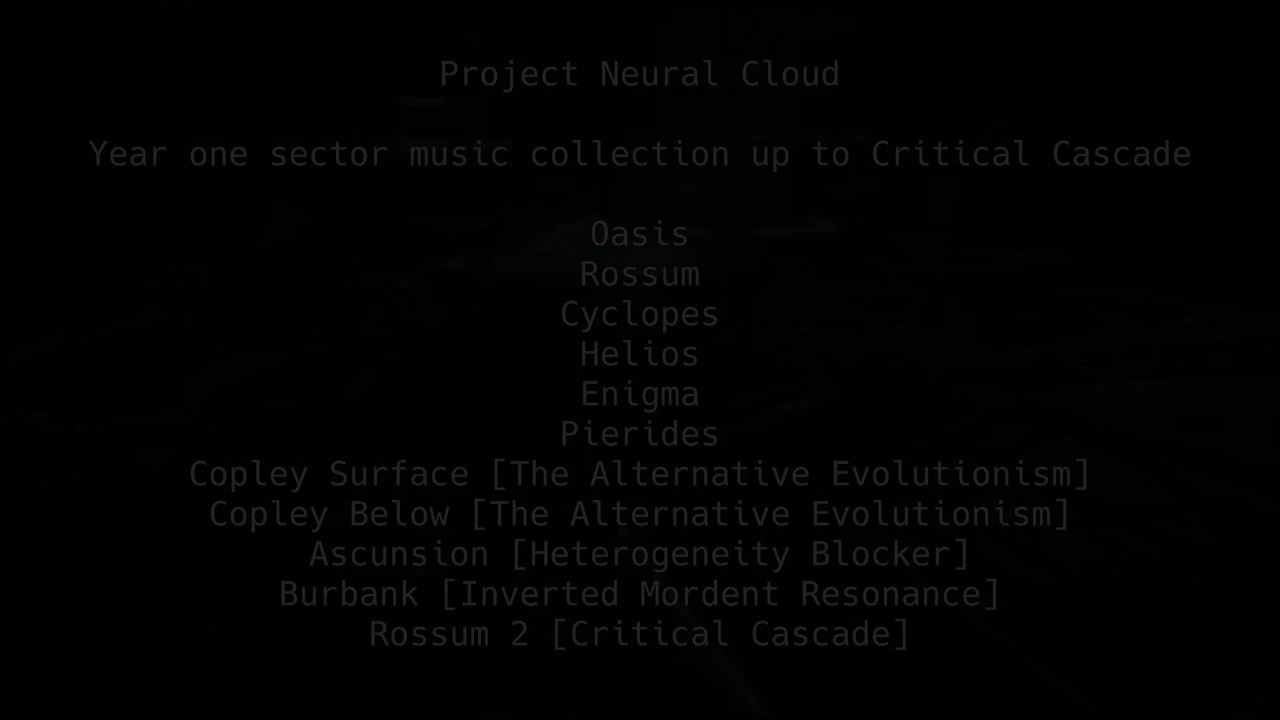 Project Neural Cloud
Year one sector music collection up to Critical Cascade
Oasis
Rossum
Cyclopes
Helios
Enigma
Pierides
Copley Surface [The Alternative Evolutionism]
Copley Below [The Alternative Evolutionism]
Ascunsion [Heterogeneity Blocker]
Burbank [Inverted Mordent Resonance]
Rossum 2 [Critical Cascade]